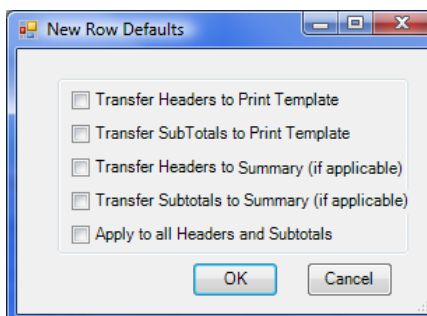 New Row Defaults
Transfer Headers to Print Template
Transfer SubTotals to Print Template
Transfer Headers to Summary (if applicable)
Transfer Subtotals to Summary (if applicable)
Apply to all Headers and Subtotals
OK Cancel